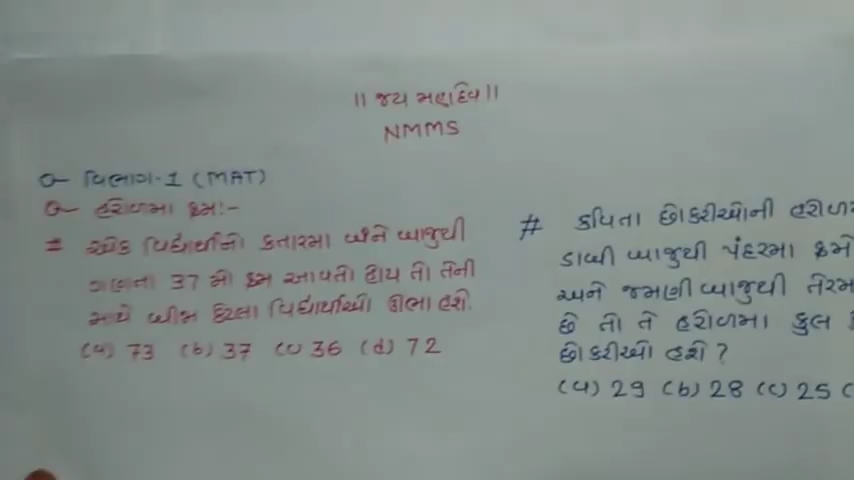 || જય મહાદેવ ||
NMMS
વિભાગ-1 (MAT)
હરોળમા ક્રમ:-
= એક વિદ્યાર્થીનો કતારમા બંને બાજુથી
ગણતા 37 મો ક્રમ આવતો હોય તો તેની
સાથે બીજા કેટલા વિદ્યાર્થીઓ ઊભા હશે.
(a) 73 (b) 37 (c) 36 (d) 72
# કવિતા છોકરીઓની હરોળમા
ડાબી બાજુથી પંદરમા ક્રમે
અને જમણી બાજુથી તેરમ
છે તો તે હરોળમા કુલ
છોકરીઓ હશે?
(a) 29 (b) 28 (c) 25 (